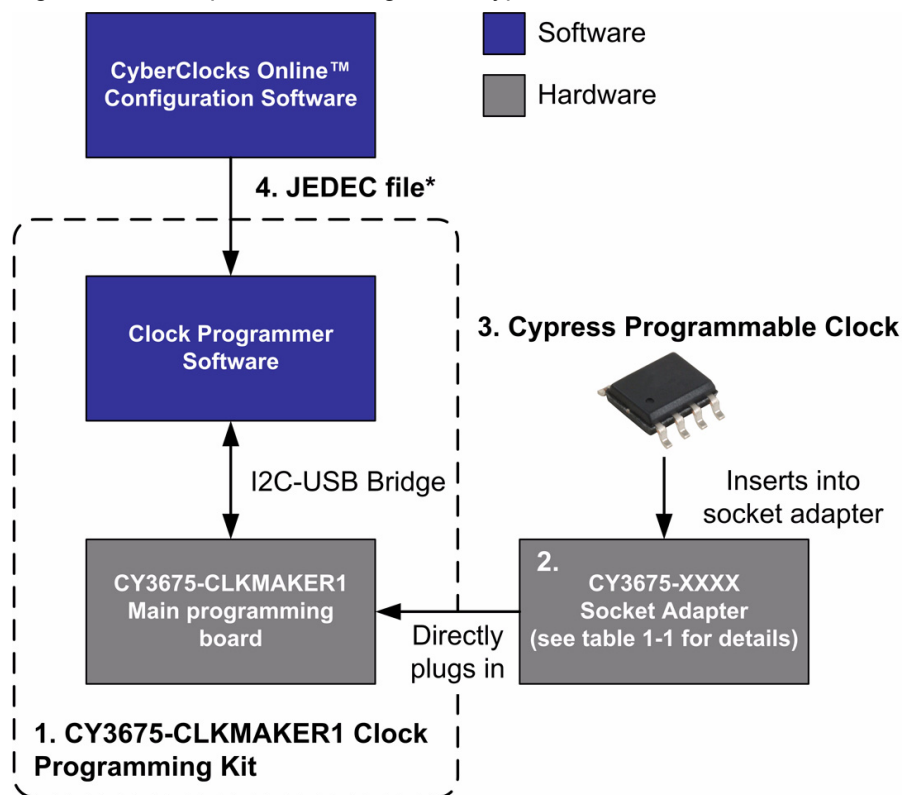 CyberClocks Online™
Configuration Software
Software
Hardware
4. JEDEC file*
Clock Programmer
Software
3. Cypress Programmable Clock
I2C-USB Bridge
Inserts into
socket adapter
CY3675-CLKMAKER1
Main programming
board
2.
CY3675-XXXX
Socket Adapter
(see table 1-1 for details)
Directly
plugs in
1. CY3675-CLKMAKER1 Clock
Programming Kit